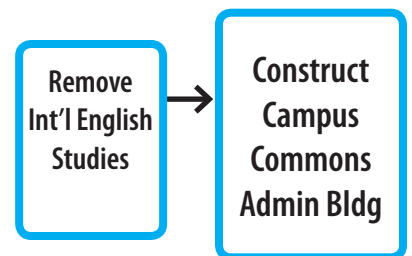 Remove
Int'l English
Studies
Construct
Campus
Commons
Admin Bldg